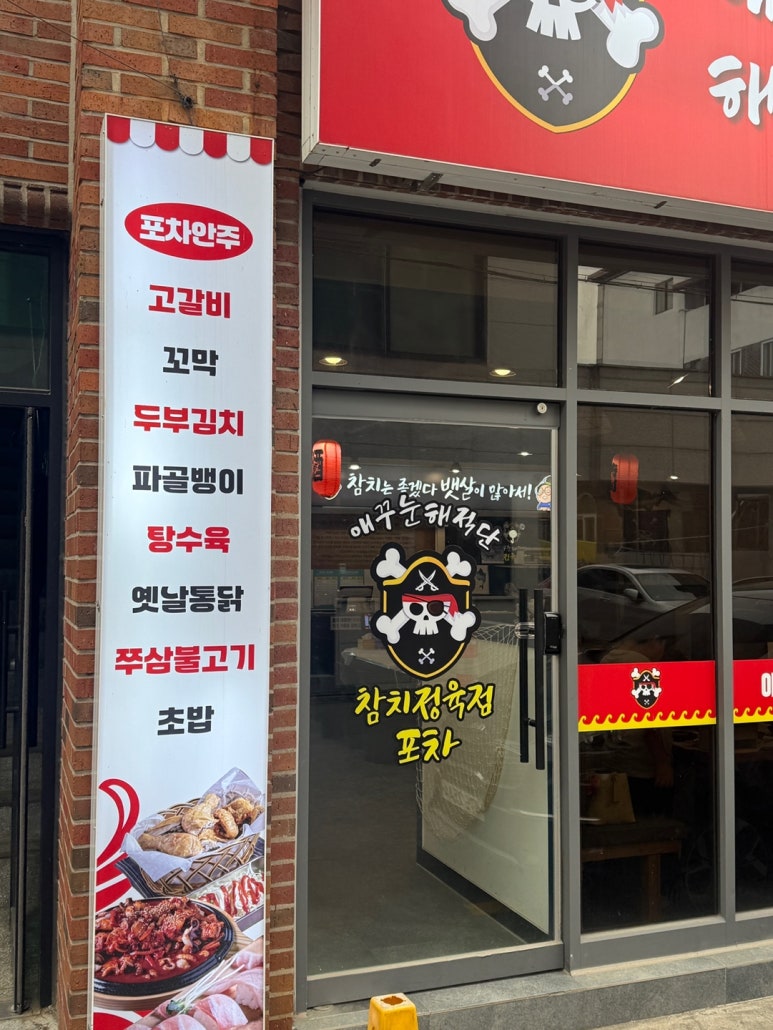 해
포차안주
고갈비
꼬막
두부김치
파골뱅이
탕수육
옛날통닭
쭈삼불고기
초밥
참치는 좋겠다 뱃살이 많아서!
애꾸눈해적단
참치정육점
포차